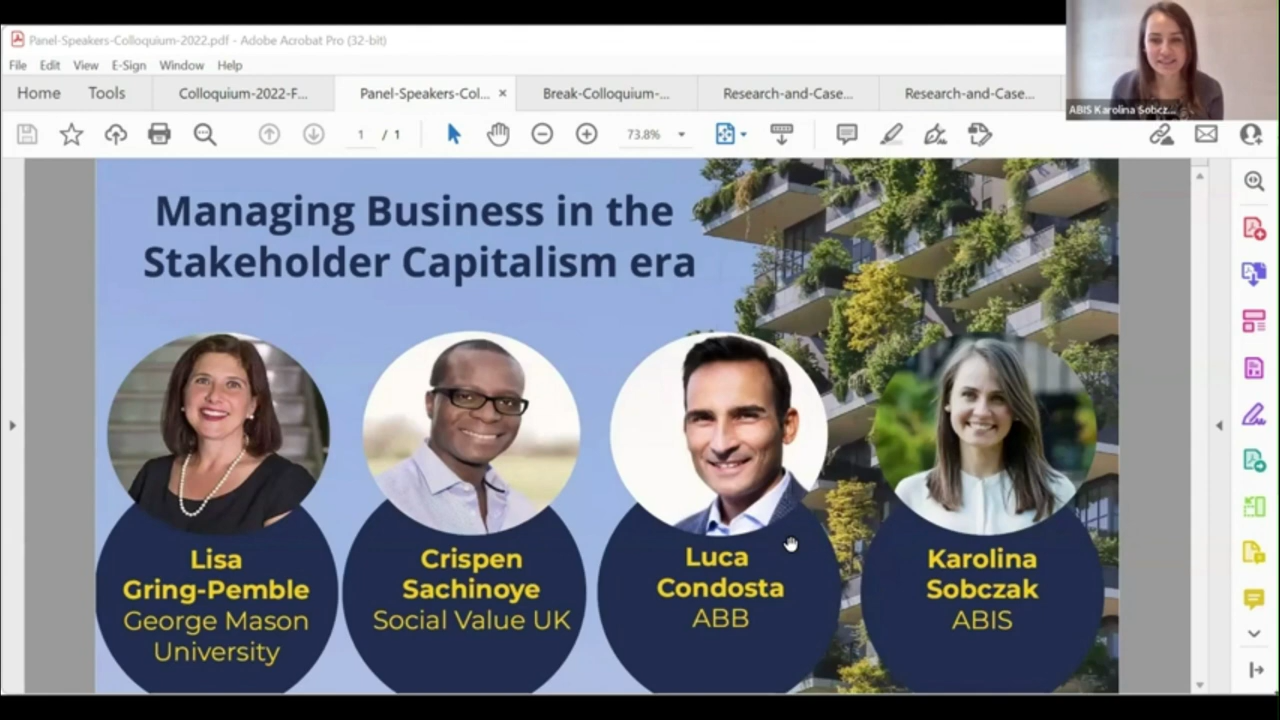 Panel-Speakers-Colloquium-2022.pdf - Adobe Acrobat Pro (32-bit)
File Edit View E-Sign Window Help
Home Tools Colloquium-2022-F... Panel-Speakers-Col... × Break-Colloquium-... Research-and-Case... Research-and-Case...
ABIS Karolina Sobcz...
1 / 1 73.8%
Managing Business in the
Stakeholder Capitalism era
Lisa
Gring-Pemble
George Mason
University
Crispen
Sachinoye
Social Value UK
Luca
Condosta
ABB
Karolina
Sobczak
ABIS